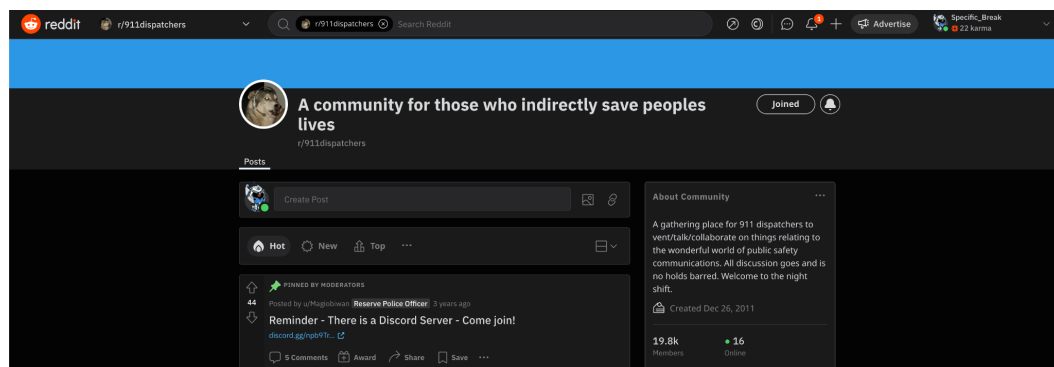 reddit
r/911dispatchers
r/911dispatchers
Search Reddit
1
Advertise
Specific_Break
22 karma
A community for those who indirectly save peoples
lives
r/911dispatchers
Joined
Posts
Create Post
Hot
New
Top
PINNED BY MODERATORS
44
Posted by u/Magiobiwan Reserve Police Officer 3 years ago
Reminder - There is a Discord Server - Come join!
discord.gg/npb9Tr...
5 Comments
Award
Share
Save
About Community
A gathering place for 911 dispatchers to
vent/talk/collaborate on things relating to
the wonderful world of public safety
communications. All discussion goes and is
no holds barred. Welcome to the night
shift.
Created Dec 26, 2011
19.8k
Members
16
Online